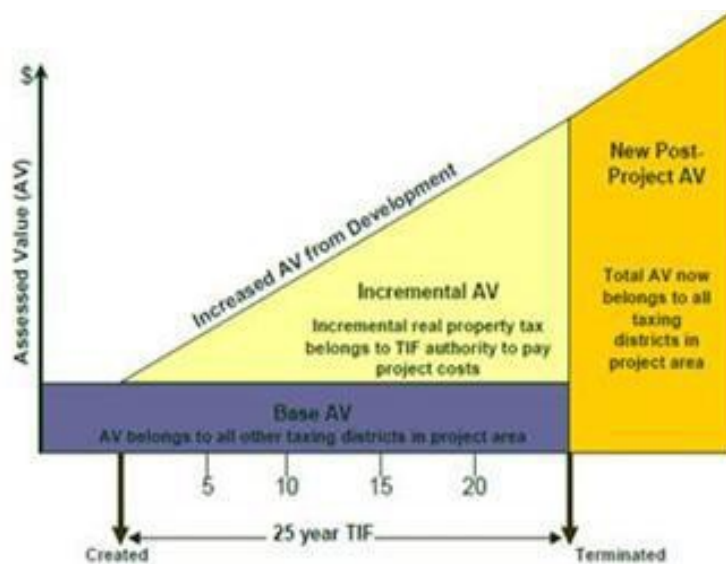 $
Assessed Value (AV)
Increased AV from Development
New Post-
Project AV
Incremental AV
Incremental real property tax
belongs to TIF authority to pay
project costs
Total AV now
belongs to all
taxing
districts in
project area
Base AV
AV belongs to all other taxing districts in project area
5
10
15
20
25 year TIF
Created
Terminated